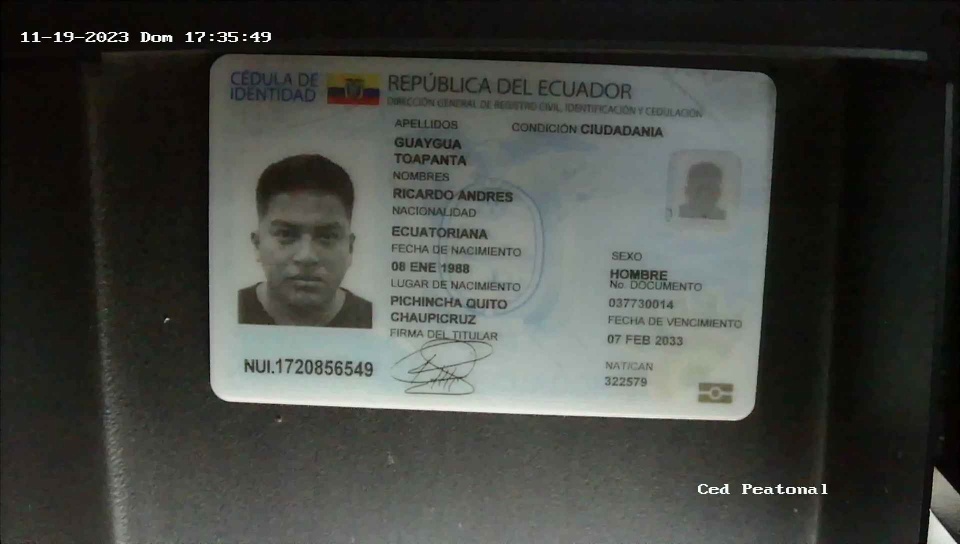 11-19-2023 Dom 17:35:49
CÉDULA DE
IDENTIDAD
REPÚBLICA DEL ECUADOR
DIRECCIÓN GENERAL DE REGISTRO CIVIL, IDENTIFICACIÓN Y CEDULACIÓN
APELLIDOS
CONDICIÓN CIUDADANIA
GUAYGUA
TOAPANTA
NOMBRES
RICARDO ANDRES
NACIONALIDAD
ECUATORIANA
FECHA DE NACIMIENTO
08 ENE 1988
LUGAR DE NACIMIENTO
PICHINCHA QUITO
CHAUPICRUZ
FIRMA DEL TITULAR
SEXO
HOMBRE
No. DOCUMENTO
037730014
FECHA DE VENCIMIENTO
07 FEB 2033
NAT/CAN
322579
NUI.1720856549
Ced Peatonal